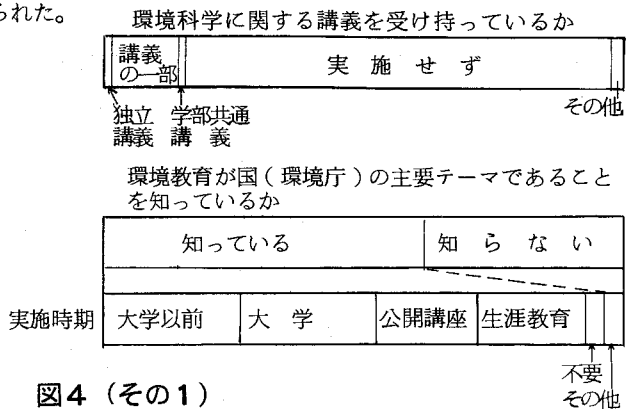 られた。
環境科学に関する講義を受け持っているか
講義
の一部
実施せず
独立
講義
学部共通
講義
その他
環境教育が国(環境庁)の主要テーマであること
を知っているか
知っている
知らない
実施時期
大学以前
大学
公開講座
生涯教育
不要
その他
図4(その1)